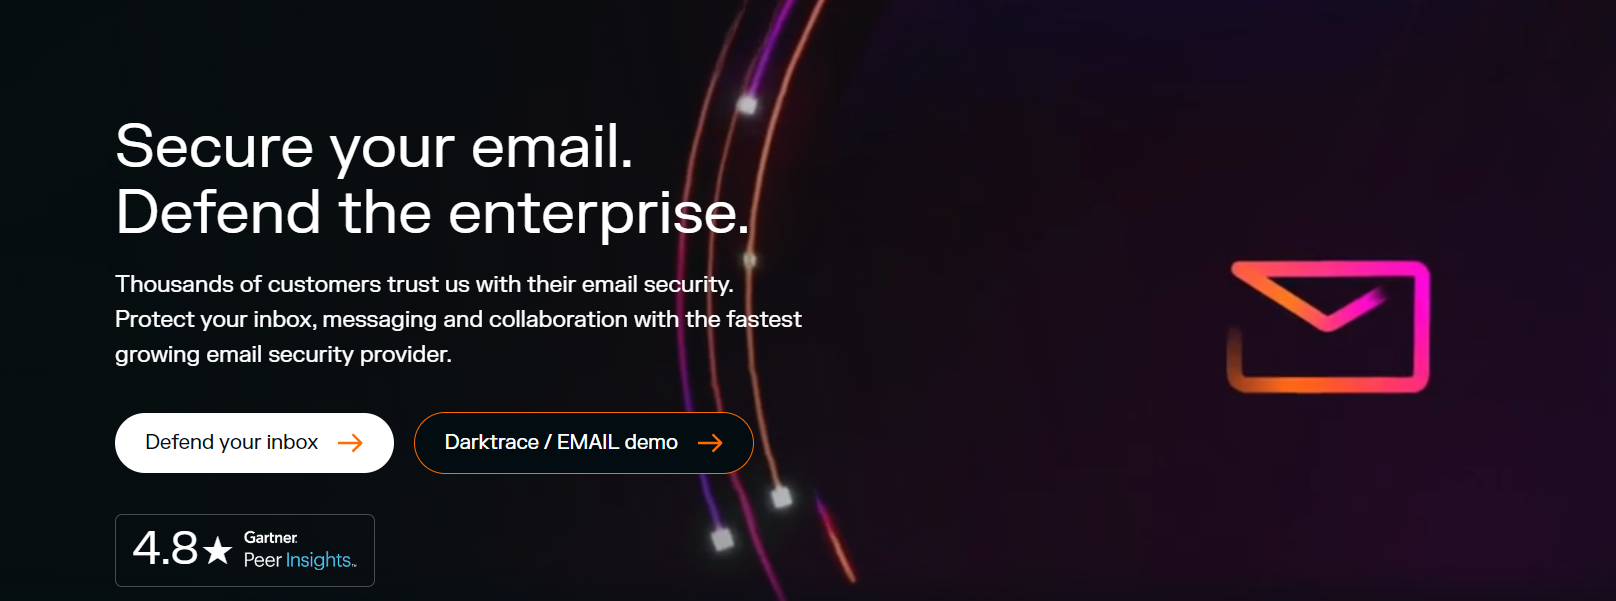 Secure your email.
Defend the enterprise.
Thousands of customers trust us with their email security.
Protect your inbox, messaging and collaboration with the fastest
growing email security provider.
Defend your inbox
Darktrace / EMAIL demo
4.8★ Gartner.
Peer Insights™